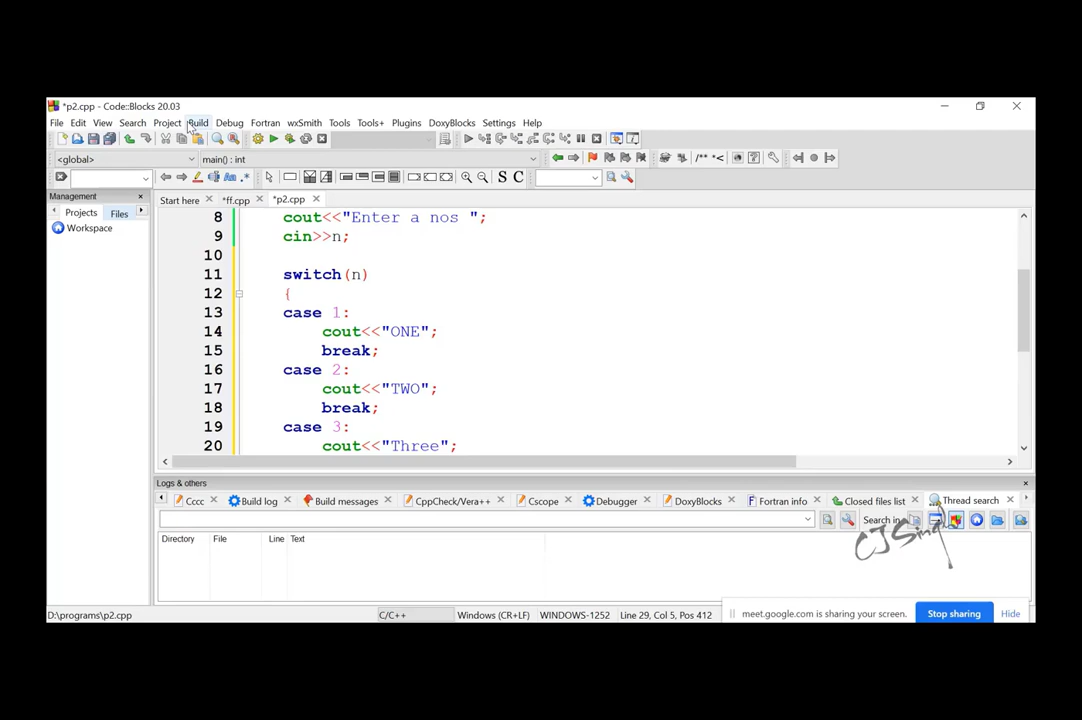 *p2.cpp - Code::Blocks 20.03
File Edit View Search Project Build Debug Fortran wxSmith Tools Tools+ Plugins DoxyBlocks Settings Help
<global> main() : int /** *<
Aa.. .* S C
Management
Start here *ff.cpp *p2.cpp
Projects Files
Workspace
8 cout<<"Enter a nos ";
9 cin>>n;
10
11 switch(n)
12 {
13 case 1:
14 cout<<"ONE";
15 break;
16 case 2:
17 cout<<"TWO";
18 break;
19 case 3:
20 cout<<"Three";
Logs & others
Cccc Build log Build messages CppCheck/Vera++ Cscope Debugger DoxyBlocks Fortran info Closed files list Thread search
Search in
Directory File Line Text
CJSingh
D:\programs\p2.cpp C/C++ Windows (CR+LF) WINDOWS-1252 Line 29, Col 5, Pos 412
meet.google.com is sharing your screen. Stop sharing Hide